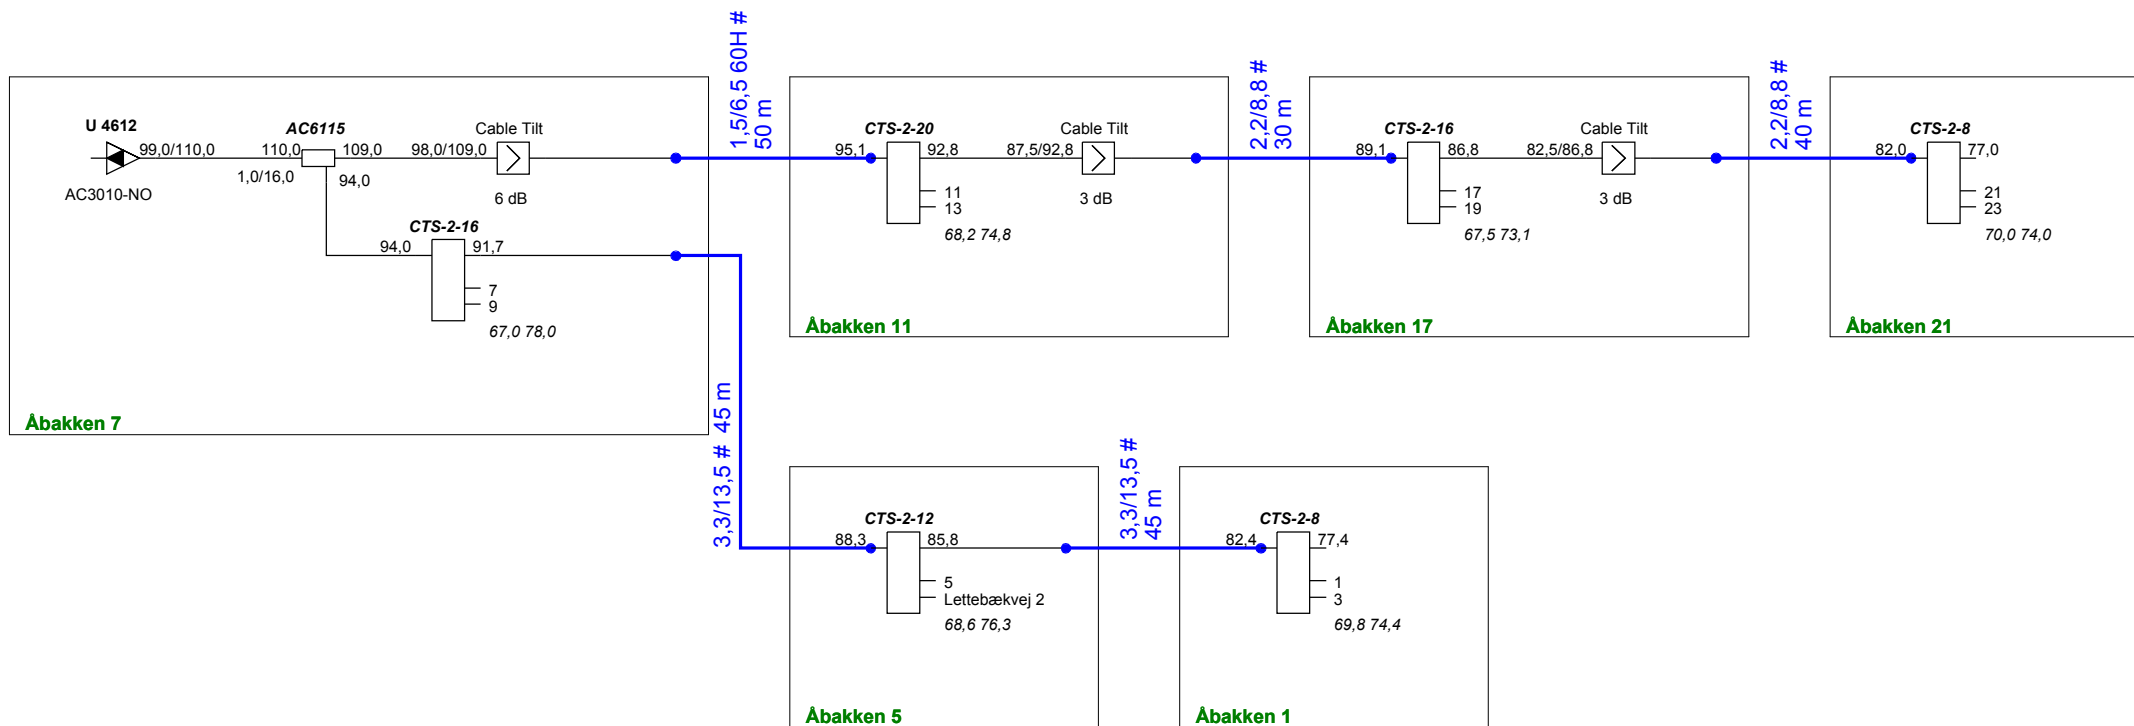 U 4612
99,0/110,0
AC3010-NO
AC6115
110,0
109,0
1,0/16,0
94,0
Cable Tilt
98,0/109,0
6 dB
CTS-2-16
94,0
91,7
7
9
67,0 78,0
Åbakken 7
1,5/6,5 60H #
50 m
CTS-2-20
95,1
92,8
11
13
68,2 74,8
Cable Tilt
87,5/92,8
3 dB
Åbakken 11
2,2/8,8 #
30 m
CTS-2-16
89,1
86,8
17
19
67,5 73,1
Cable Tilt
82,5/86,8
3 dB
Åbakken 17
2,2/8,8 #
40 m
CTS-2-8
82,0
77,0
21
23
70,0 74,0
Åbakken 21
3,3/13,5 # 45 m
CTS-2-12
88,3
85,8
5
Lettebækvej 2
68,6 76,3
Åbakken 5
3,3/13,5 #
45 m
CTS-2-8
82,4
77,4
1
3
69,8 74,4
Åbakken 1